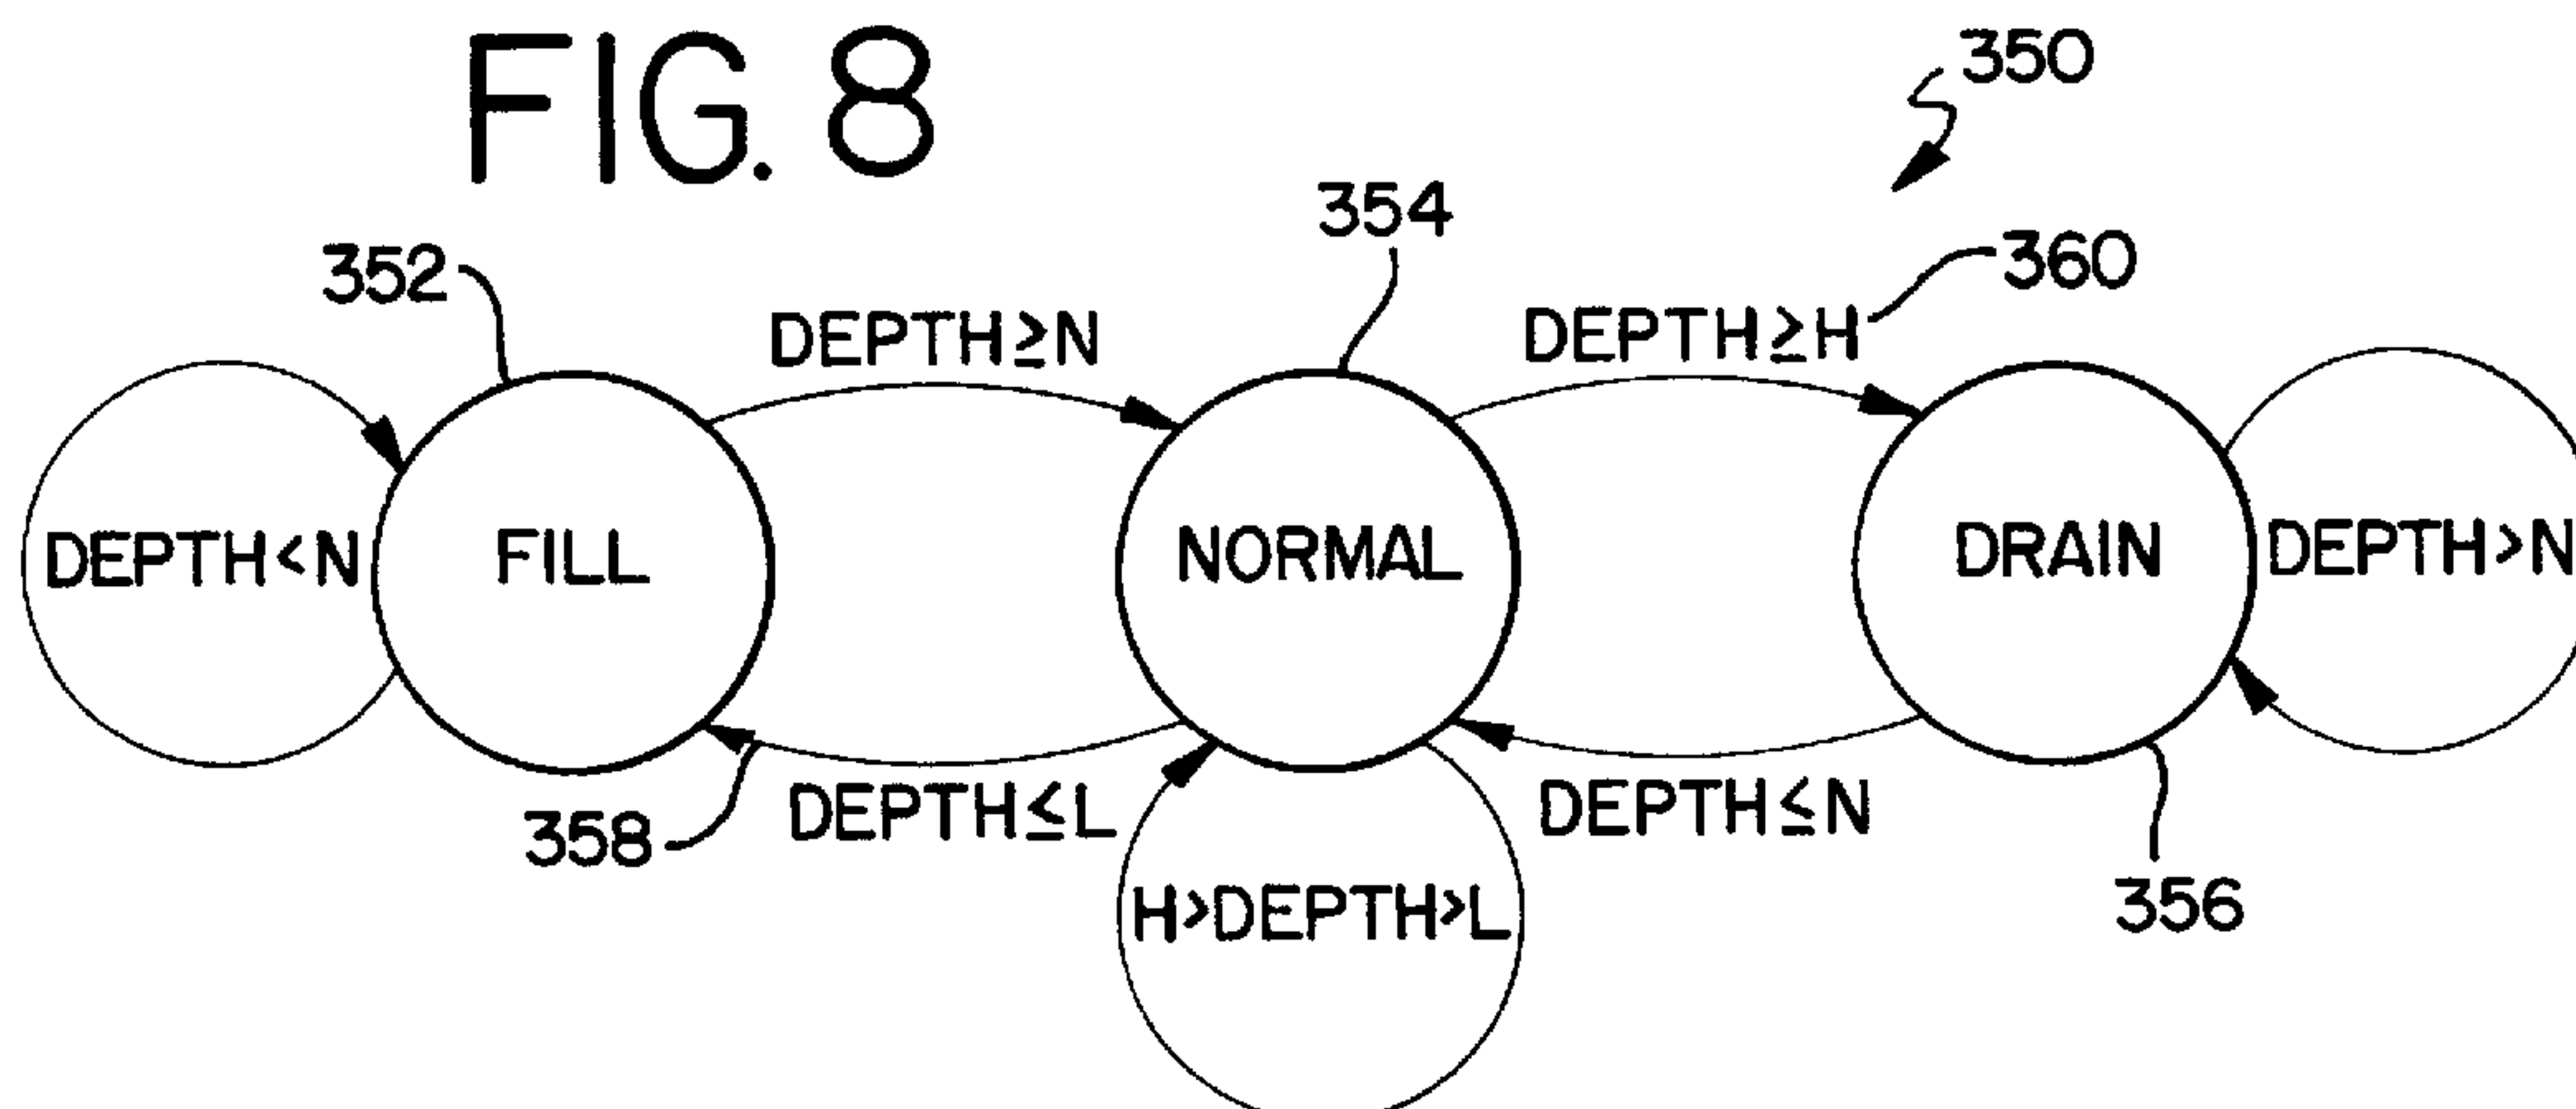 FIG. 8
350
354
352
360
DEPTH≥N
DEPTH≥H
DEPTH<N
FILL
NORMAL
DRAIN
DEPTH>N
358
DEPTH≤L
DEPTH≤N
H>DEPTH>L
356